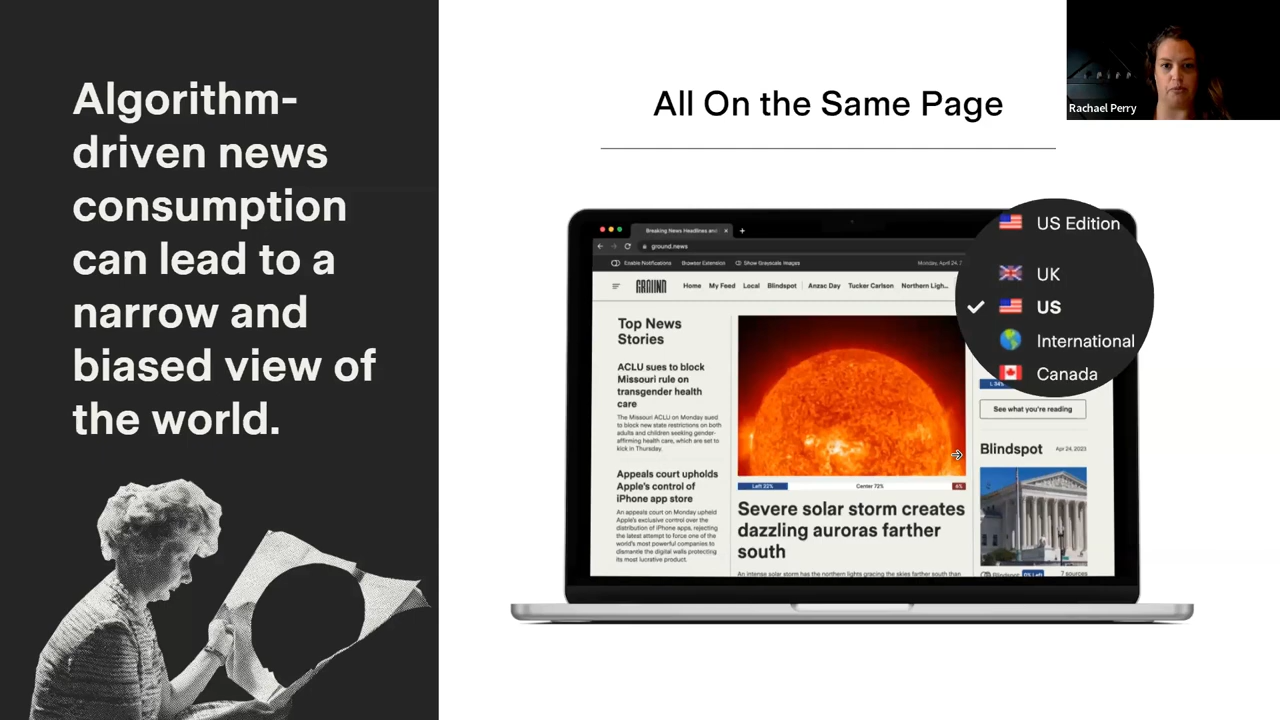 Algorithm-
driven news
consumption
can lead to a
narrow and
biased view of
the world.
All On the Same Page
Rachael Perry
Breaking News Headlines and
ground.news
Enable Notifications Browser Extension Show Grayscale Images
Monday, April 24, 2
GROUND Home My Feed Local Blindspot Anzac Day Tucker Carlson Northern Ligh...
US Edition
UK
US
International
Canada
Top News
Stories
ACLU sues to block
Missouri rule on
transgender health
care
The Missouri ACLU on Monday sued
to block new state restrictions on both
adults and children seeking gender-
affirming health care, which are set to
kick in Thursday.
Appeals court upholds
Apple's control of
iPhone app store
An appeals court on Monday upheld
Apple's exclusive control over the
distribution of iPhone apps, rejecting
the latest attempt to force one of the
world's most powerful companies to
dismantle the digital walls protecting
its most lucrative product.
Left 22% Center 72% 6%
Severe solar storm creates
dazzling auroras farther
south
An intense solar storm has the northern lights gracing the skies farther south than
L 34%
See what you're reading
Blindspot Apr 24, 2023
Blindspot 0% Left 7 sources